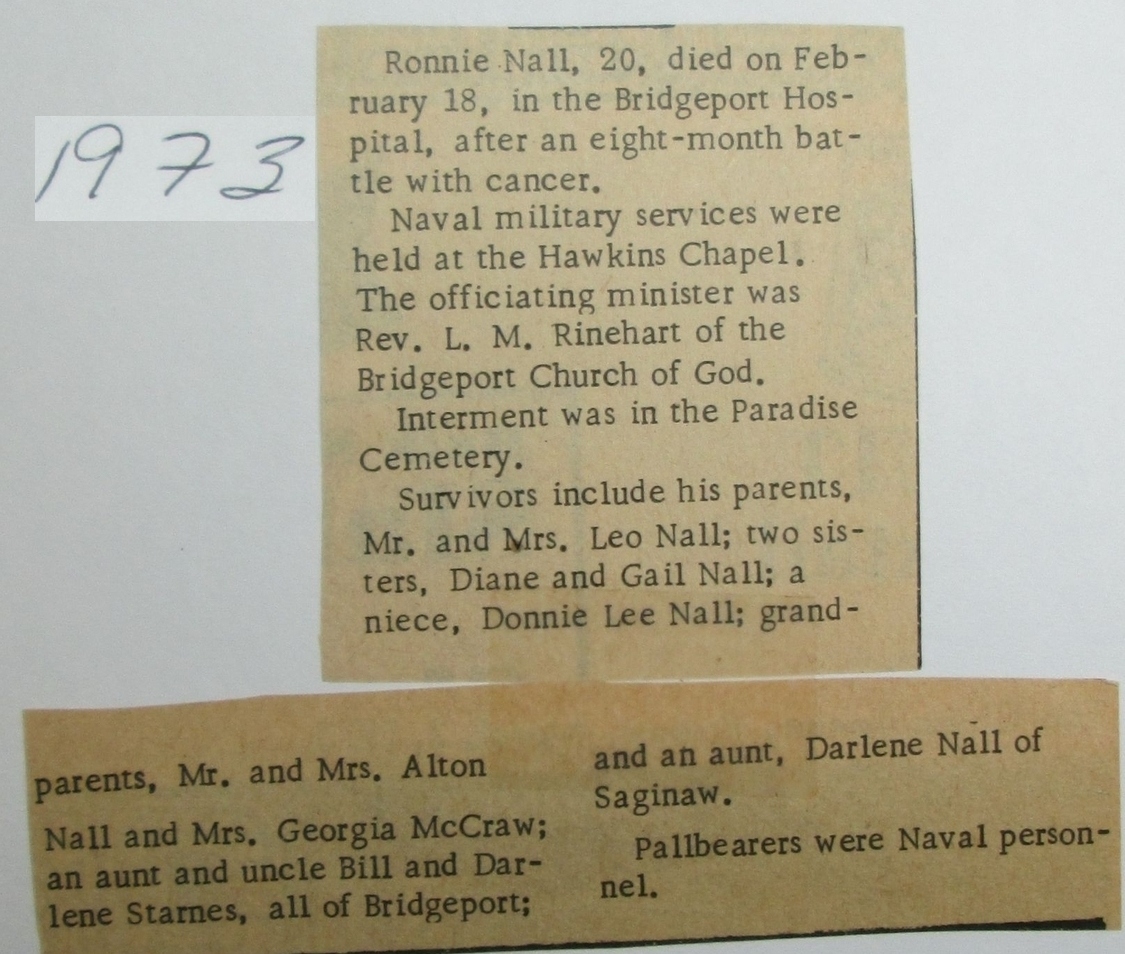 1973
Ronnie Nall, 20, died on Feb-
ruary 18, in the Bridgeport Hos-
pital, after an eight-month bat-
tle with cancer.
Naval military services were
held at the Hawkins Chapel.
The officiating minister was
Rev. L. M. Rinehart of the
Bridgeport Church of God.
Interment was in the Paradise
Cemetery.
Survivors include his parents,
Mr. and Mrs. Leo Nall; two sis-
ters, Diane and Gail Nall; a
niece, Donnie Lee Nall; grand-
parents, Mr. and Mrs. Alton
Nall and Mrs. Georgia McCraw;
an aunt and uncle Bill and Dar-
lene Starnes, all of Bridgeport;
and an aunt, Darlene Nall of
Saginaw.
Pallbearers were Naval person-
nel.